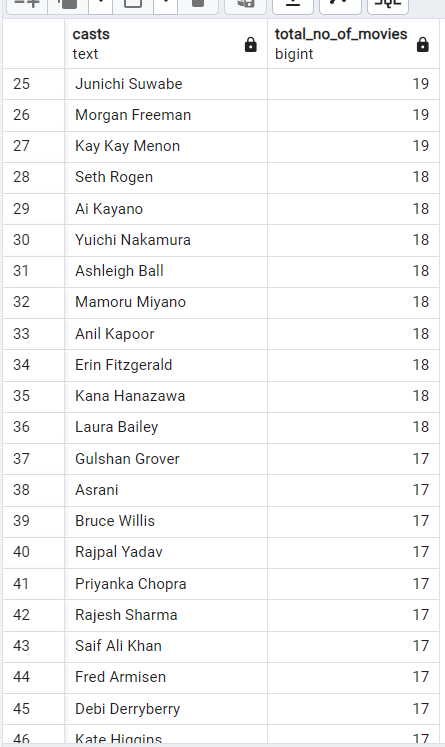 SQL
casts total_no_of_movies
text bigint
25 Junichi Suwabe 19
26 Morgan Freeman 19
27 Kay Kay Menon 19
28 Seth Rogen 18
29 Ai Kayano 18
30 Yuichi Nakamura 18
31 Ashleigh Ball 18
32 Mamoru Miyano 18
33 Anil Kapoor 18
34 Erin Fitzgerald 18
35 Kana Hanazawa 18
36 Laura Bailey 18
37 Gulshan Grover 17
38 Asrani 17
39 Bruce Willis 17
40 Rajpal Yadav 17
41 Priyanka Chopra 17
42 Rajesh Sharma 17
43 Saif Ali Khan 17
44 Fred Armisen 17
45 Debi Derryberry 17
46 Kate Higgins 17